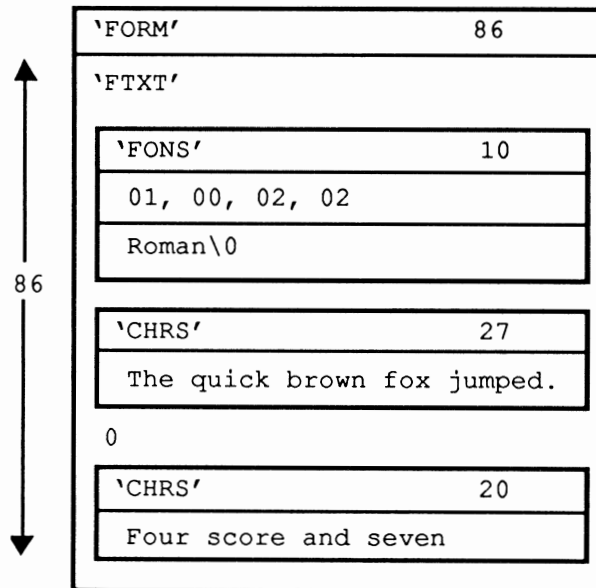 ‘FORM’ 86
‘FTXT’
‘FONS’ 10
01, 00, 02, 02
Roman\0
86
‘CHRS’ 27
The quick brown fox jumped.
0
‘CHRS’ 20
Four score and seven